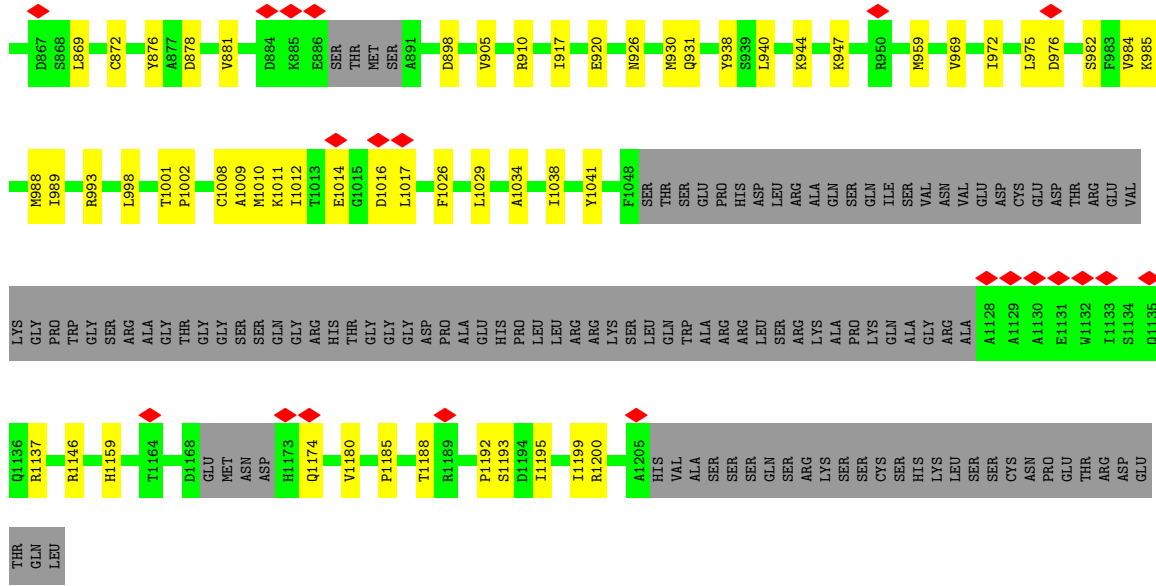 D867 S868 L869 C872 Y876 A877 D878 V881 D884 K885 E886 SER THR MET SER A891 D898 V905 R910 I917 E920 N926 M930 Q931 Y938 S939 L940 K944 K947 R950 M959 V969 I972 L975 D976 S982 F983 V984 K985
M988 I989 R993 L998 T1001 P1002 C1008 A1009 M1010 K1011 I1012 T1013 E1014 G1015 D1016 L1017 F1026 L1029 A1034 I1038 Y1041 F1048 SER THR SER GLU PRO HIS ASP LEU ARG ALA GLN SER GLN ILE SER VAL ASN VAL GLU ASP CYS GLU ASP THR ARG GLU VAL
LYS GLY PRO TRP GLY SER ARG ALA GLY THR GLY GLY SER SER GLN GLY ARG HIS THR GLY GLY GLY ASP PRO ALA GLU HIS PRO LEU LEU ARG ARG LYS SER LEU GLN TRP ALA ARG ARG LEU SER ARG LYS ALA PRO LYS GLN ALA GLY ARG ALA A1128 A1129 A1130 E1131 W1132 I1133 S1134 Q1135
Q1136 R1137 R1146 H1159 T1164 D1168 GLU MET ASN ASP H1173 Q1174 V1180 P1185 T1188 R1189 P1192 S1193 D1194 I1195 I1199 R1200 A1205 HIS VAL ALA SER SER SER GLN SER ARG LYS SER SER CYS SER HIS LYS LEU SER SER CYS ASN PRO GLU THR ARG ASP GLU
THR GLN LEU